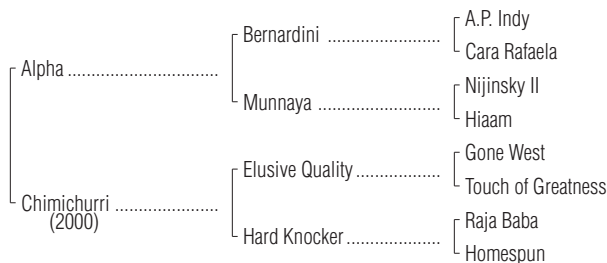 A.P. Indy
Bernardini
Cara Rafaela
Alpha
Nijinsky II
Munnaya
Hiaam
Gone West
Elusive Quality
Touch of Greatness
Chimichurri
(2000)
Raja Baba
Hard Knocker
Homespun